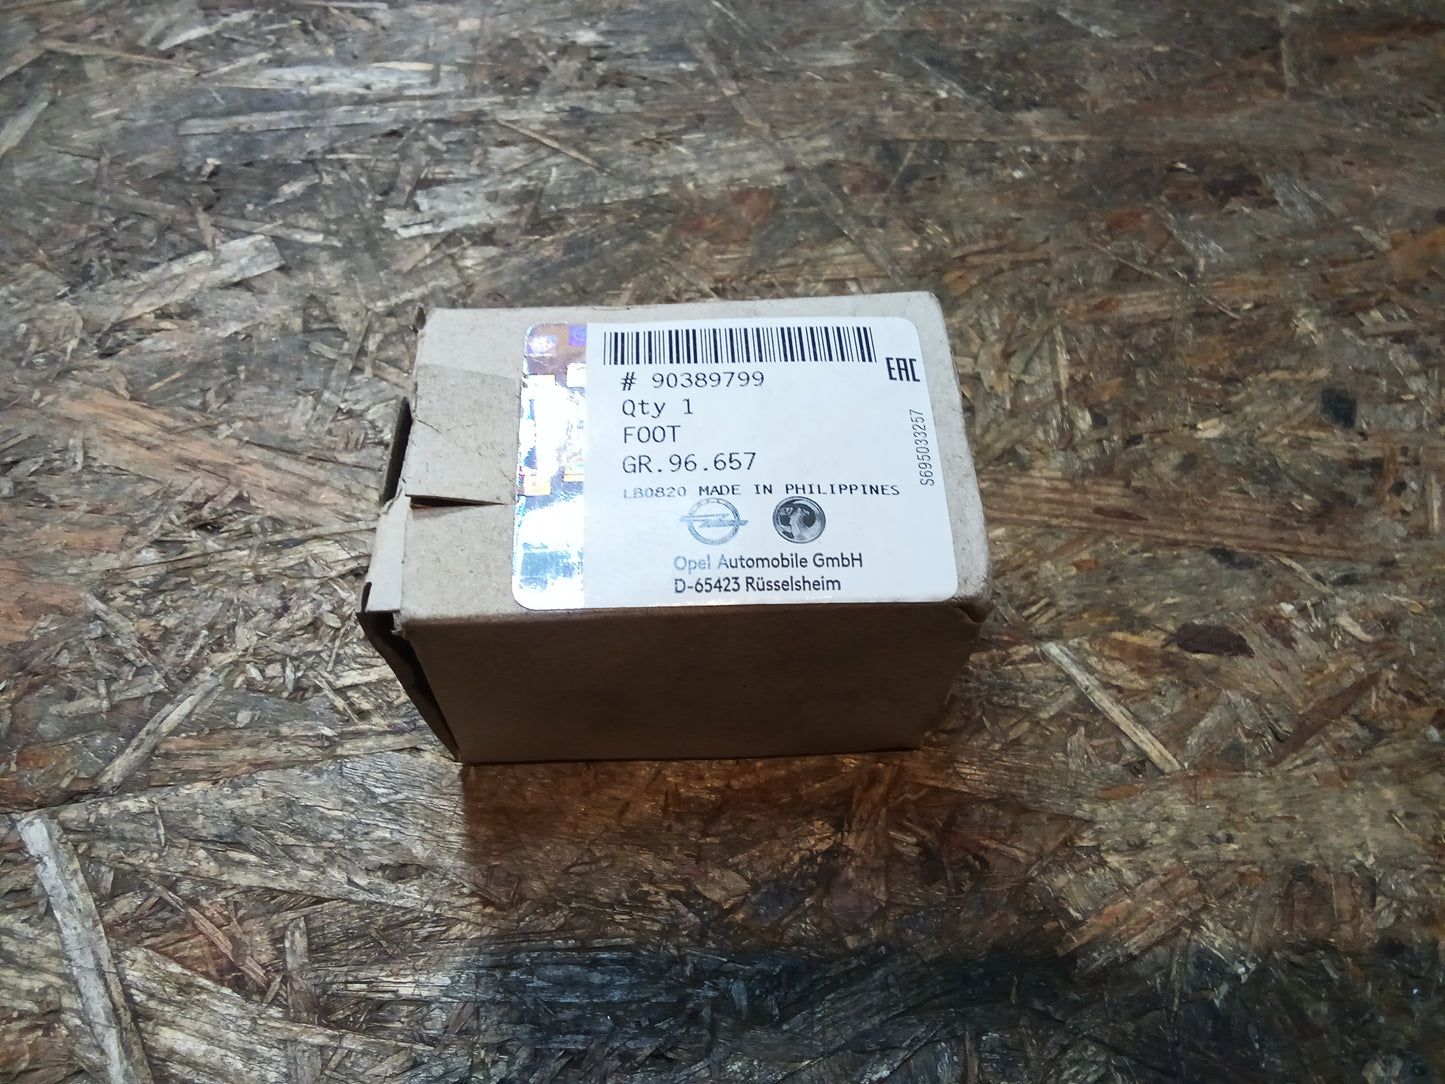 # 90389799
EAC
Qty 1
FOOT
GR.96.657
LB0820 MADE IN PHILIPPINES
S695033257
Opel Automobile GmbH
D-65423 Rüsselsheim